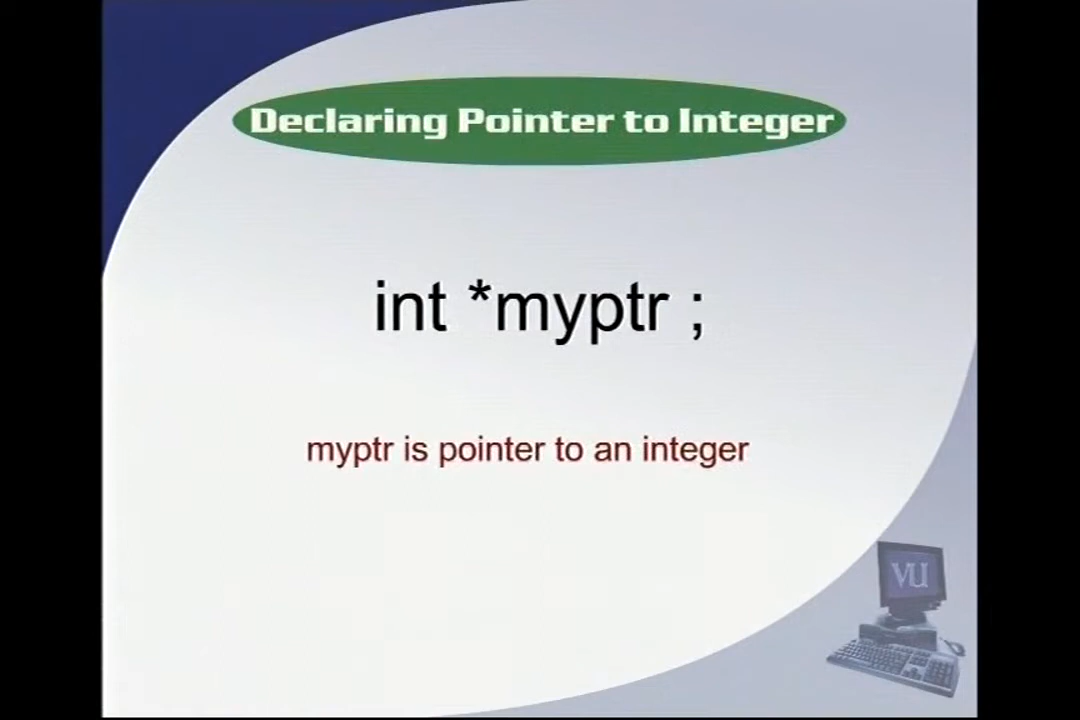 Declaring Pointer to Integer
int *myptr ;
myptr is pointer to an integer
VU